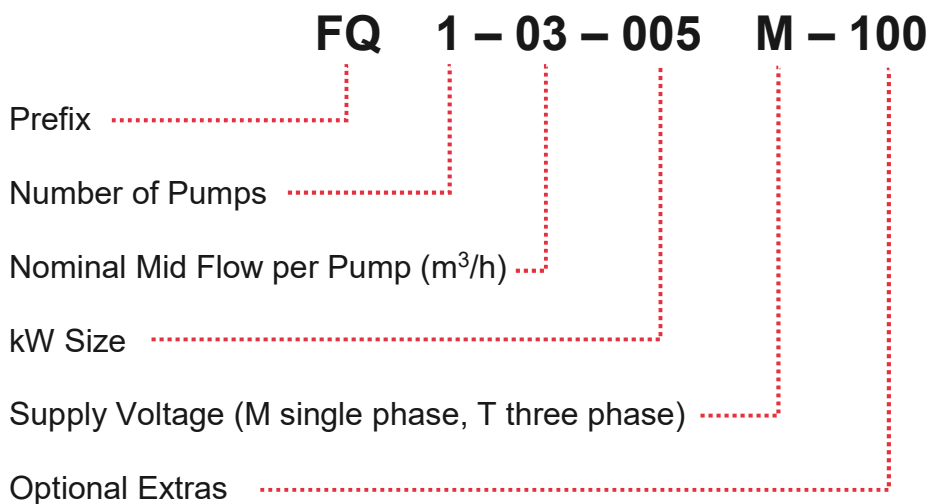 FQ 1 – 03 – 005 M – 100
Prefix
Number of Pumps
Nominal Mid Flow per Pump (m³/h)
kW Size
Supply Voltage (M single phase, T three phase)
Optional Extras